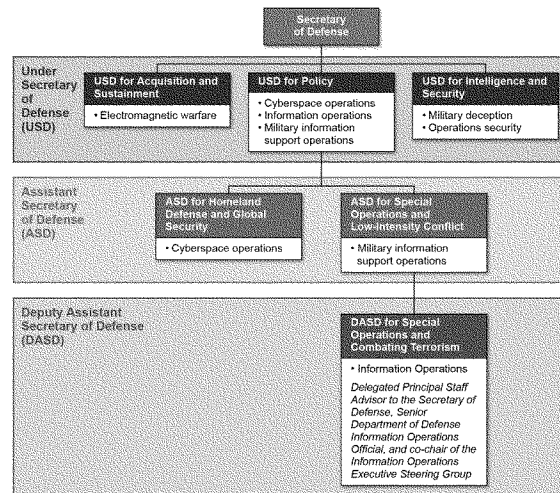 Secretary
of Defense
Under
Secretary
of
Defense
(USD)
USD for Acquisition and
Sustainment
• Electromagnetic warfare
USD for Policy
• Cyberspace operations
• Information operations
• Military information
support operations
USD for Intelligence and
Security
• Military deception
• Operations security
Assistant
Secretary
of Defense
(ASD)
ASD for Homeland
Defense and Global
Security
• Cyberspace operations
ASD for Special
Operations and
Low-Intensity Conflict
• Military information
support operations
Deputy Assistant
Secretary of Defense
(DASD)
DASD for Special
Operations and
Combating Terrorism
• Information Operations
Delegated Principal Staff
Advisor to the Secretary of
Defense, Senior
Department of Defense
Information Operations
Official, and co-chair of the
Information Operations
Executive Steering Group